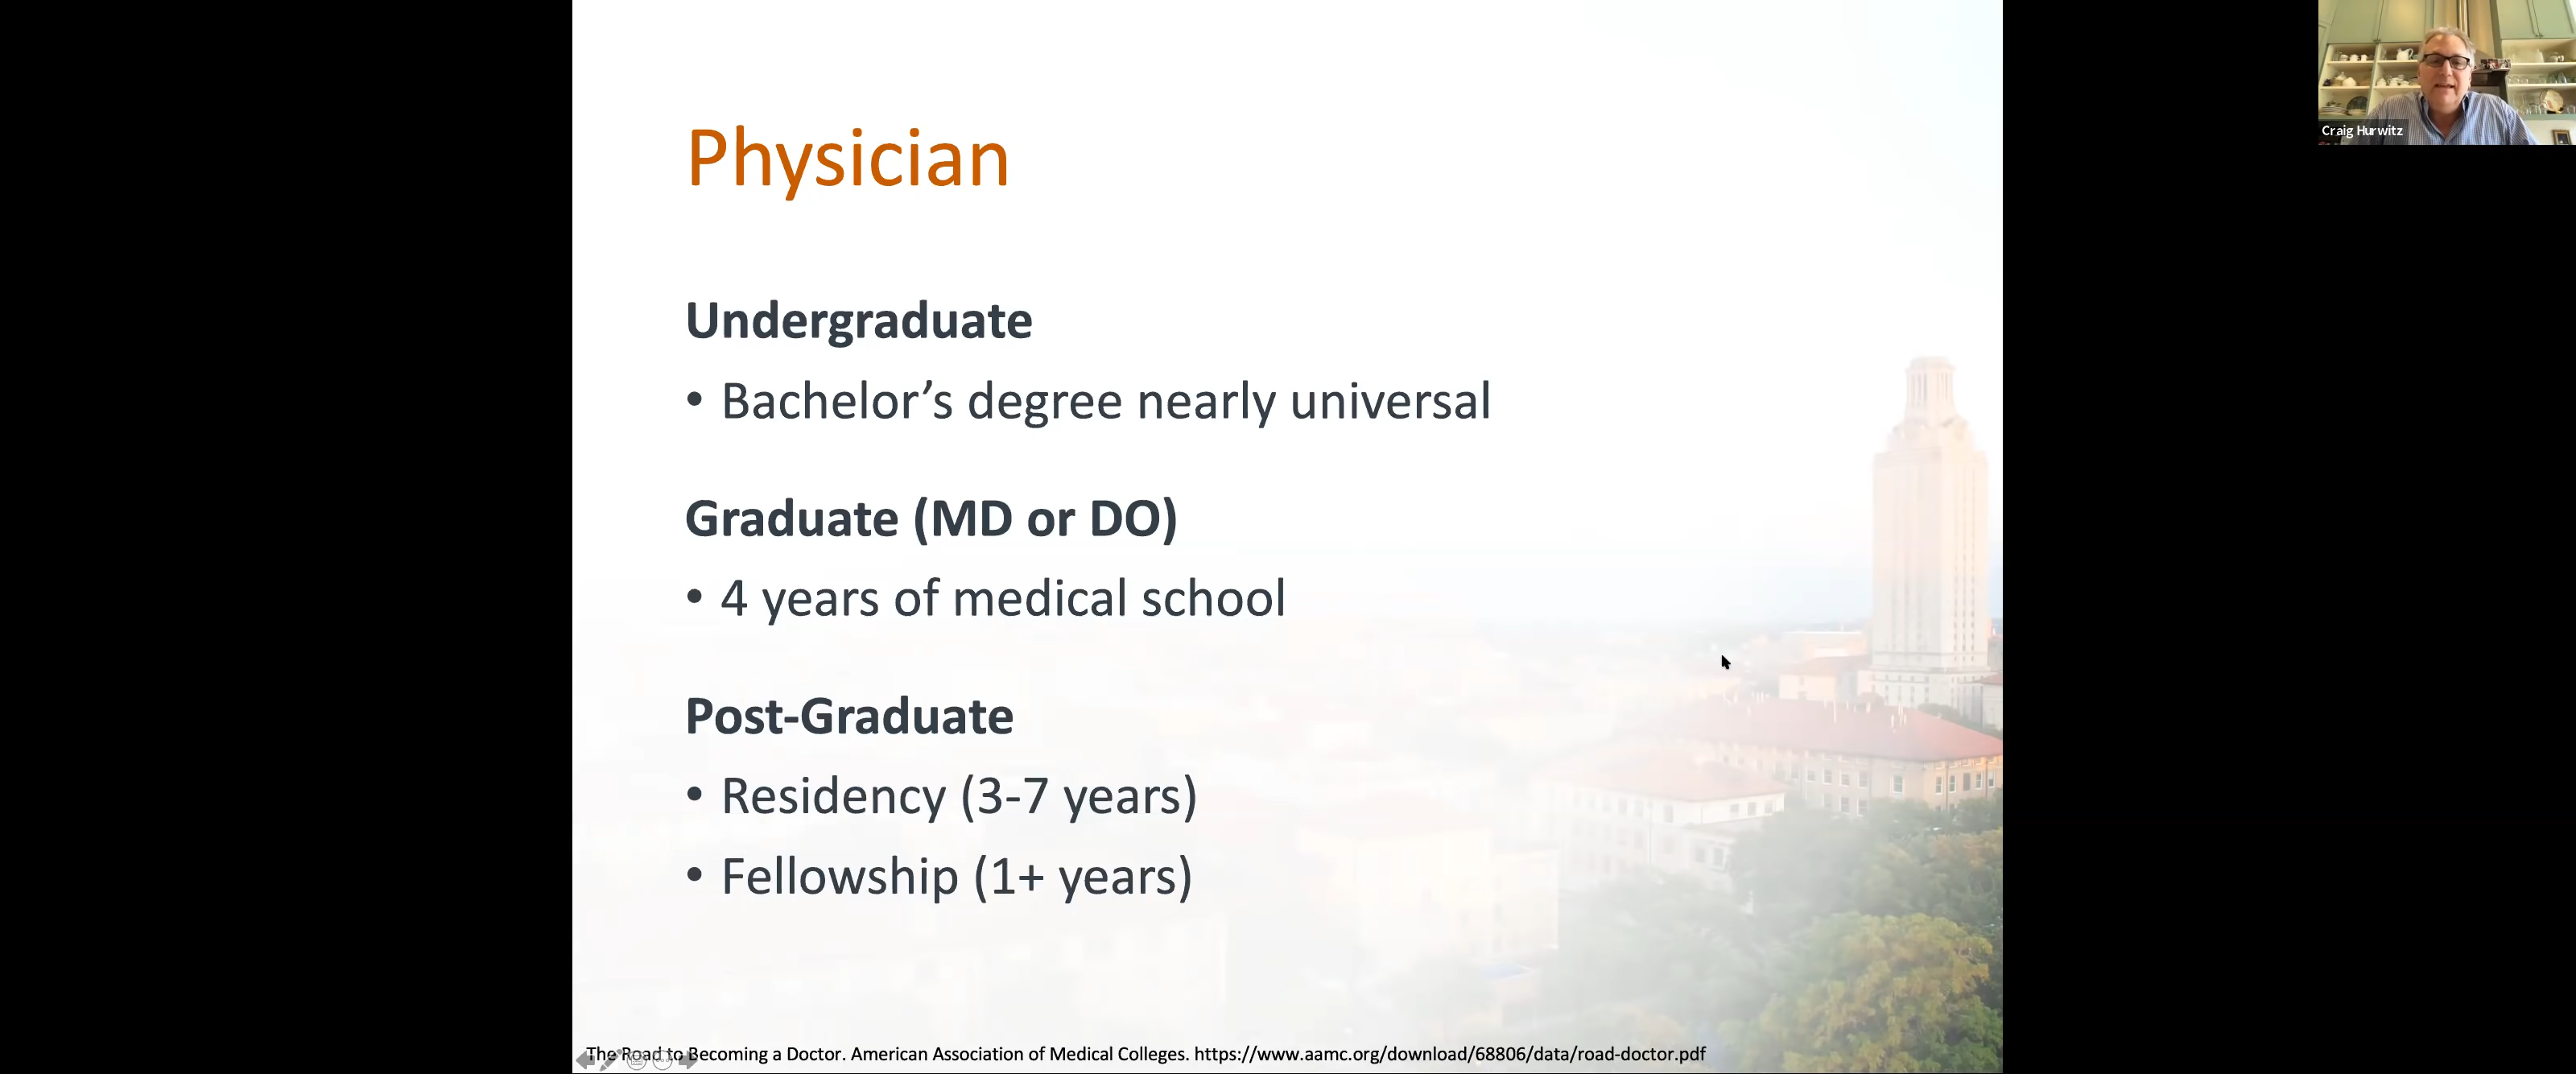 Physician
Undergraduate
• Bachelor’s degree nearly universal
Graduate (MD or DO)
• 4 years of medical school
Post-Graduate
• Residency (3-7 years)
• Fellowship (1+ years)
The Road to Becoming a Doctor. American Association of Medical Colleges. https://www.aamc.org/download/68806/data/road-doctor.pdf
Craig Hurwitz